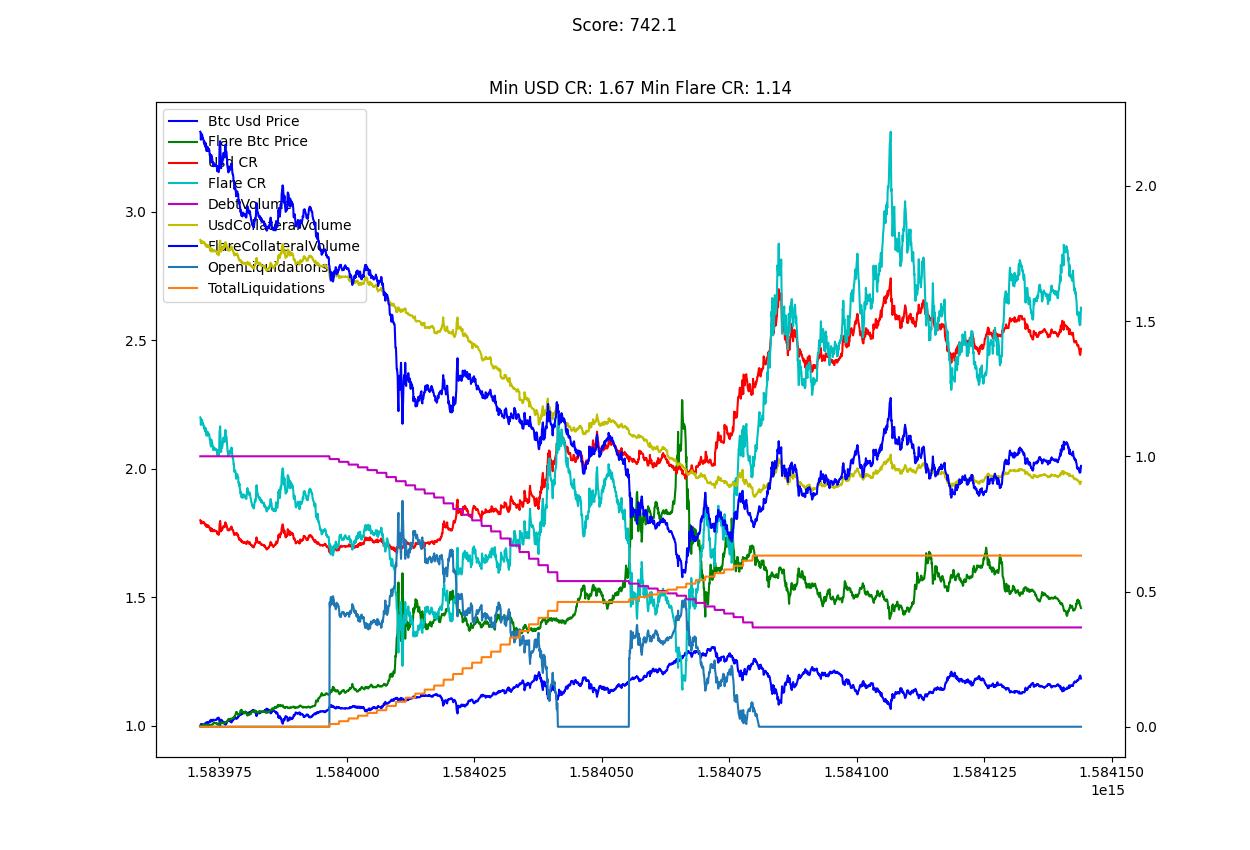 Score: 742.1
Min USD CR: 1.67 Min Flare CR: 1.14
Btc Usd Price
Flare Btc Price
Usd CR
Flare CR
DebtVolume
UsdCollateralVolume
FlareCollateralVolume
OpenLiquidations
TotalLiquidations
3.0
2.5
2.0
1.5
1.0
2.0
1.5
1.0
0.5
0.0
1.583975
1.584000
1.584025
1.584050
1.584075
1.584100
1.584125
1.584150
1e15